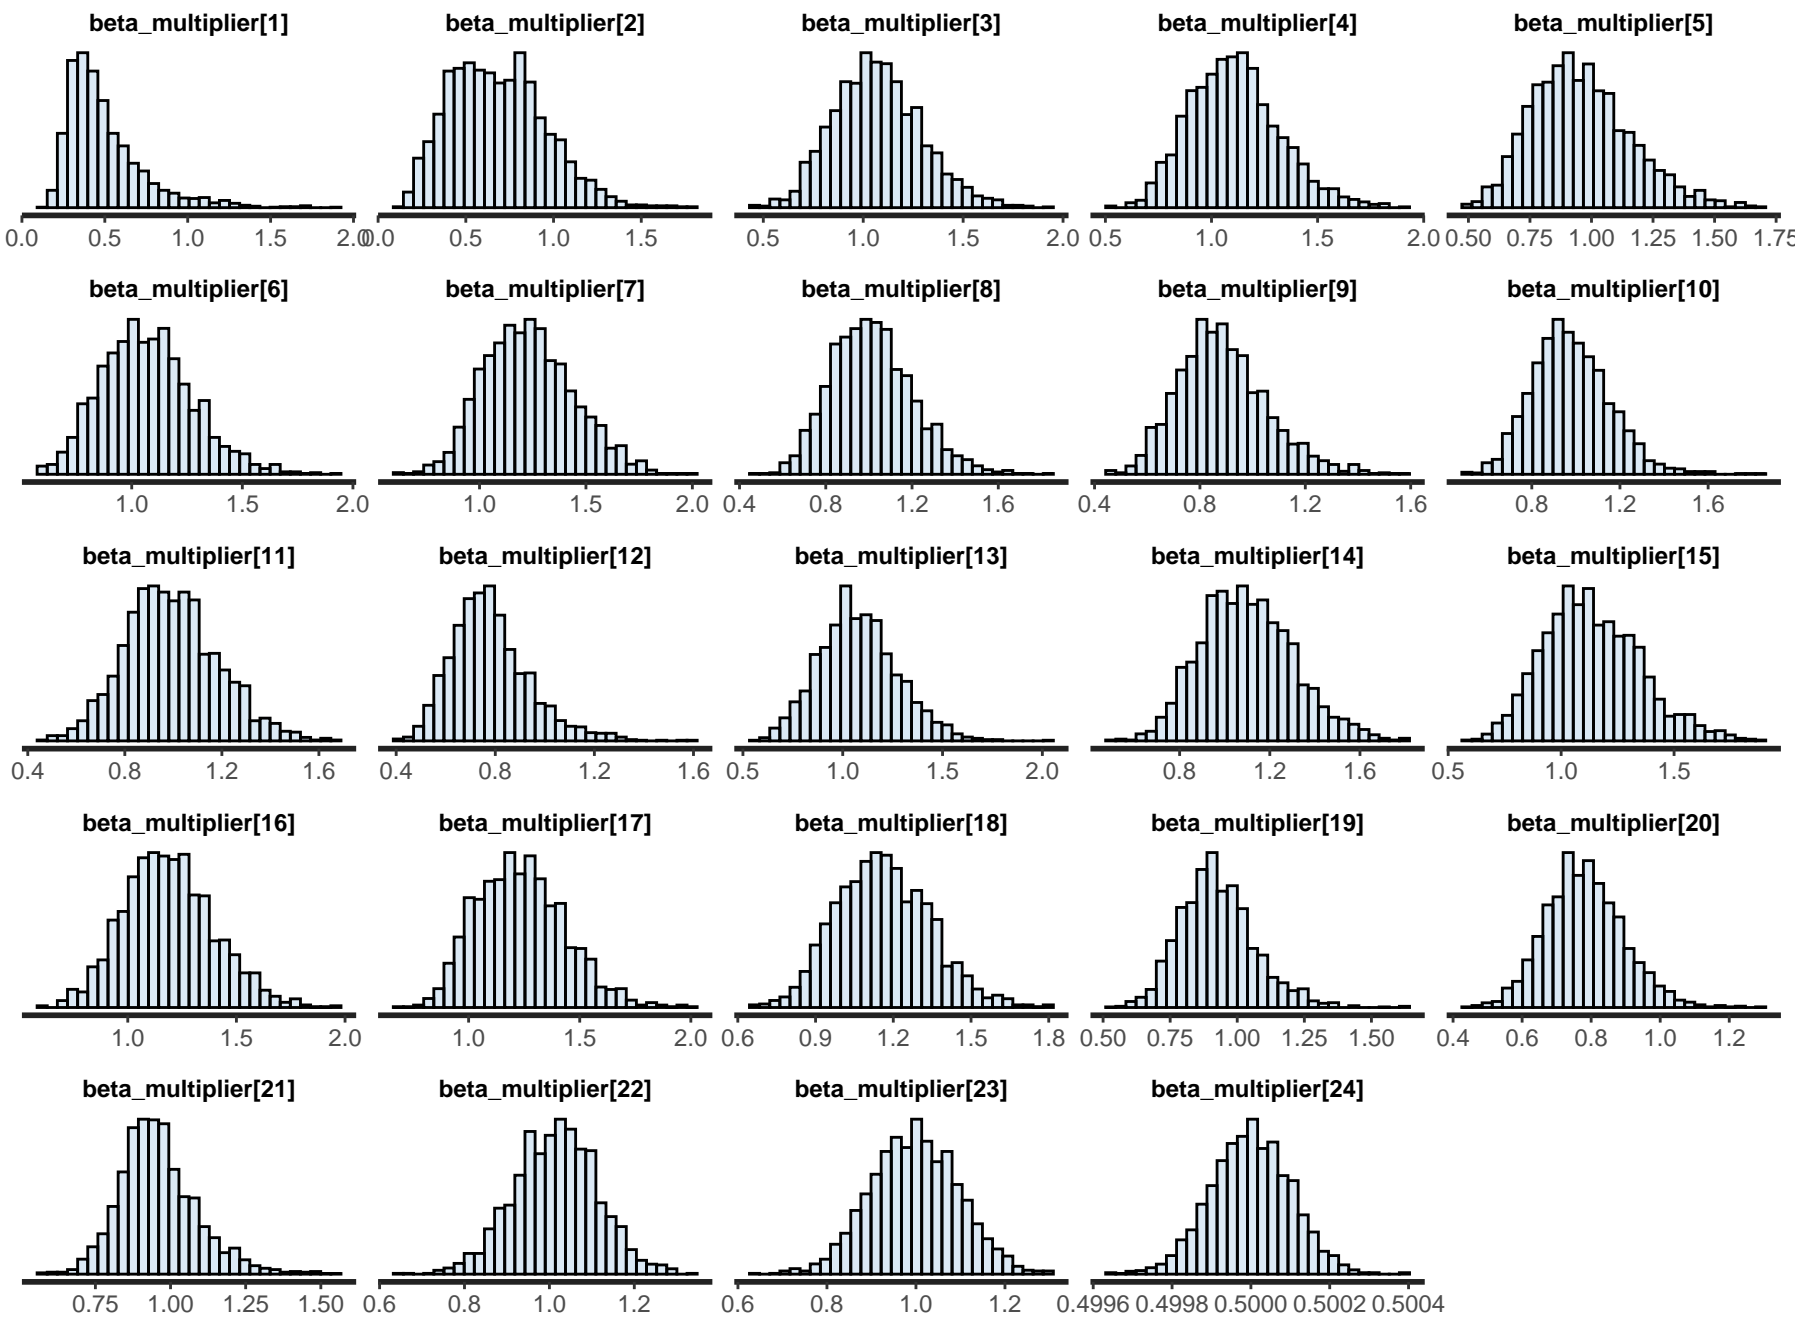 beta_multiplier[1] beta_multiplier[2] beta_multiplier[3] beta_multiplier[4] beta_multiplier[5]
0.0 0.5 1.0 1.5 2.0 0.0 0.5 1.0 1.5 0.5 1.0 1.5 2.0 0.5 1.0 1.5 2.0 0.50 0.75 1.00 1.25 1.50 1.75
beta_multiplier[6] beta_multiplier[7] beta_multiplier[8] beta_multiplier[9] beta_multiplier[10]
1.0 1.5 2.0 1.0 1.5 2.0 0.4 0.8 1.2 1.6 0.4 0.8 1.2 1.6 0.8 1.2 1.6
beta_multiplier[11] beta_multiplier[12] beta_multiplier[13] beta_multiplier[14] beta_multiplier[15]
0.4 0.8 1.2 1.6 0.4 0.8 1.2 1.6 0.5 1.0 1.5 2.0 0.8 1.2 1.6 0.5 1.0 1.5
beta_multiplier[16] beta_multiplier[17] beta_multiplier[18] beta_multiplier[19] beta_multiplier[20]
1.0 1.5 2.0 1.0 1.5 2.0 0.6 0.9 1.2 1.5 1.8 0.50 0.75 1.00 1.25 1.50 0.4 0.6 0.8 1.0 1.2
beta_multiplier[21] beta_multiplier[22] beta_multiplier[23] beta_multiplier[24]
0.75 1.00 1.25 1.50 0.6 0.8 1.0 1.2 0.6 0.8 1.0 1.2 0.4996 0.4998 0.5000 0.5002 0.5004